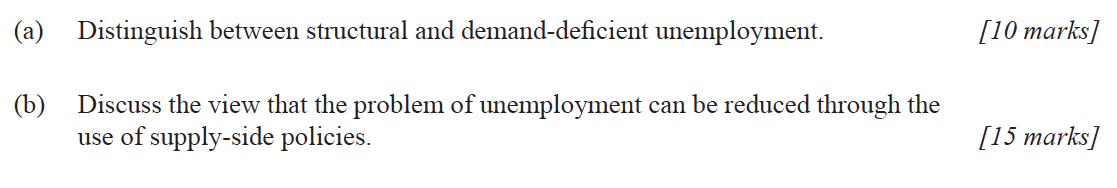 (a) Distinguish between structural and demand-deficient unemployment. [10 marks]
(b) Discuss the view that the problem of unemployment can be reduced through the
use of supply-side policies. [15 marks]